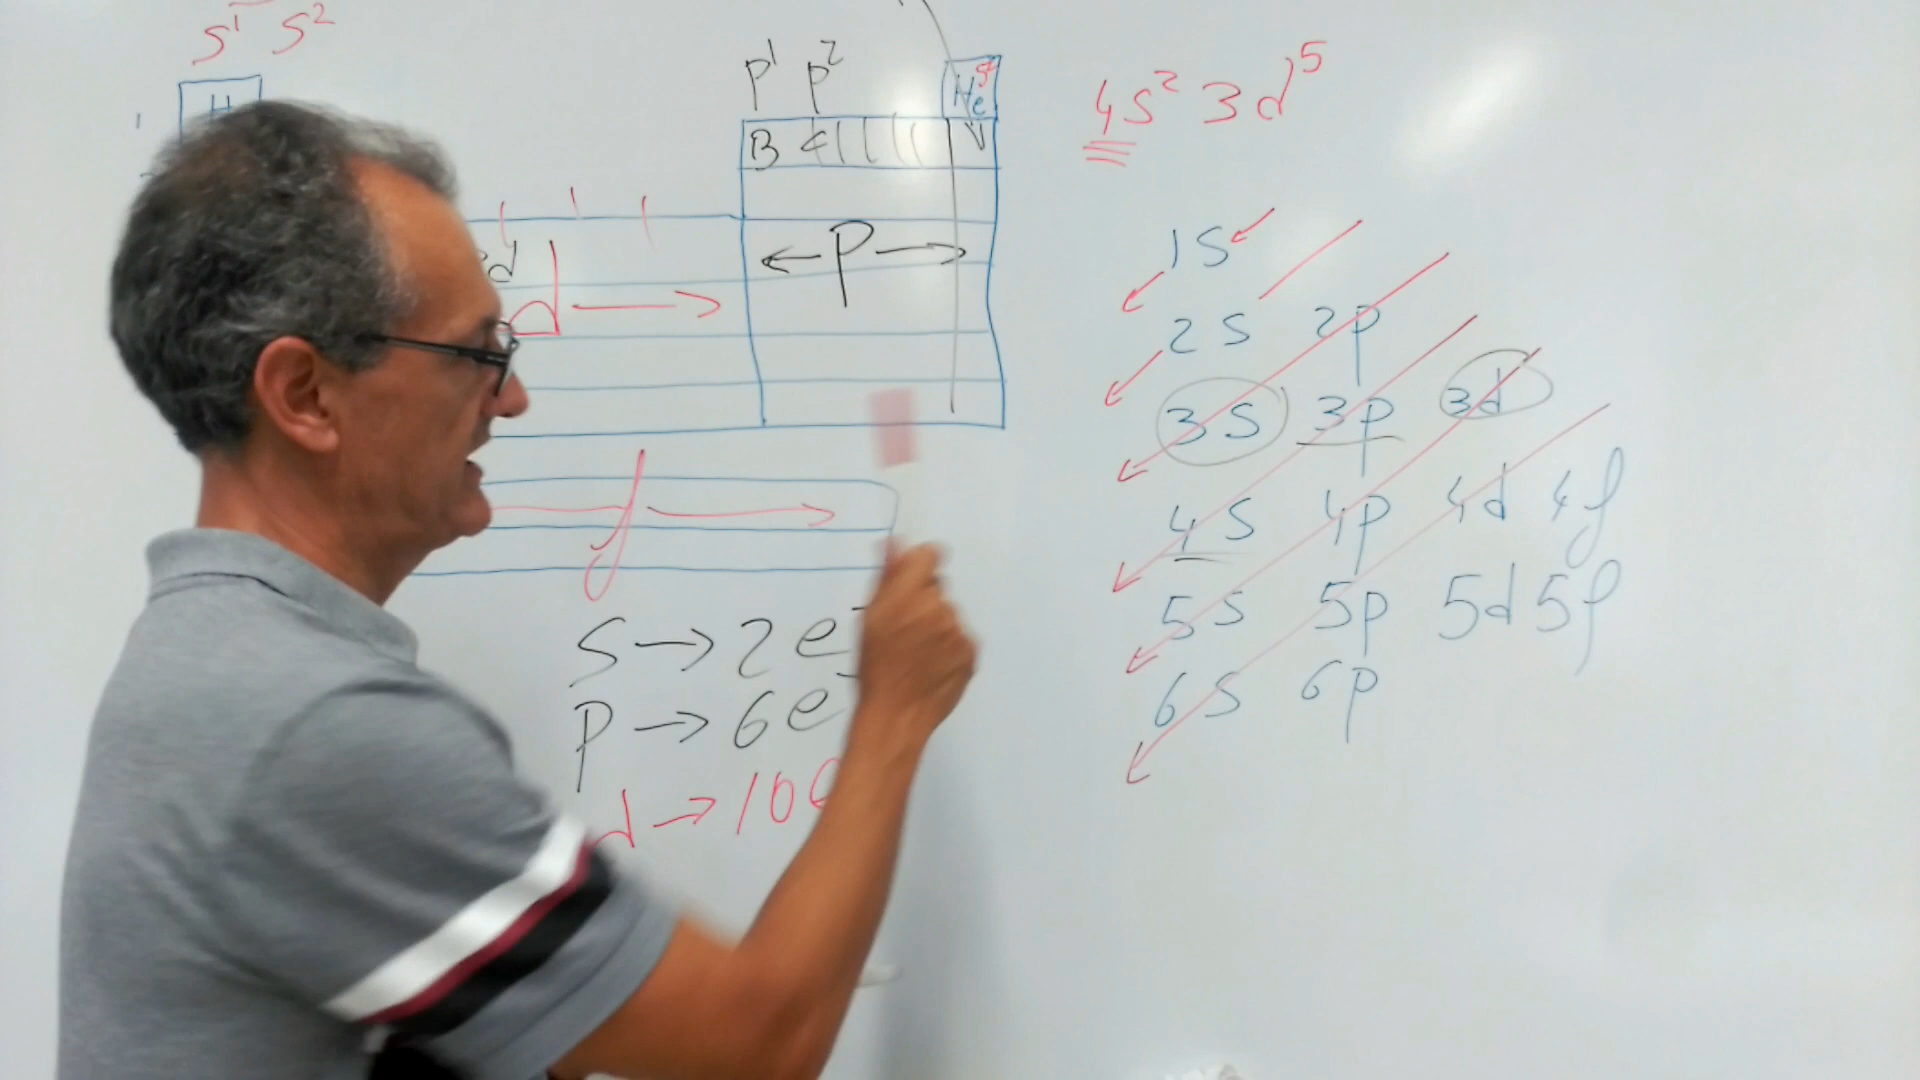 s¹ s²
H
p¹ p²
He s²
B C
d
d →
← p →
f →
s → 2e⁻
p → 6e⁻
d → 10e
4s² 3d⁵
1s
2s 2p
3s 3p 3d
4s 4p 4d 4f
5s 5p 5d 5f
6s 6p